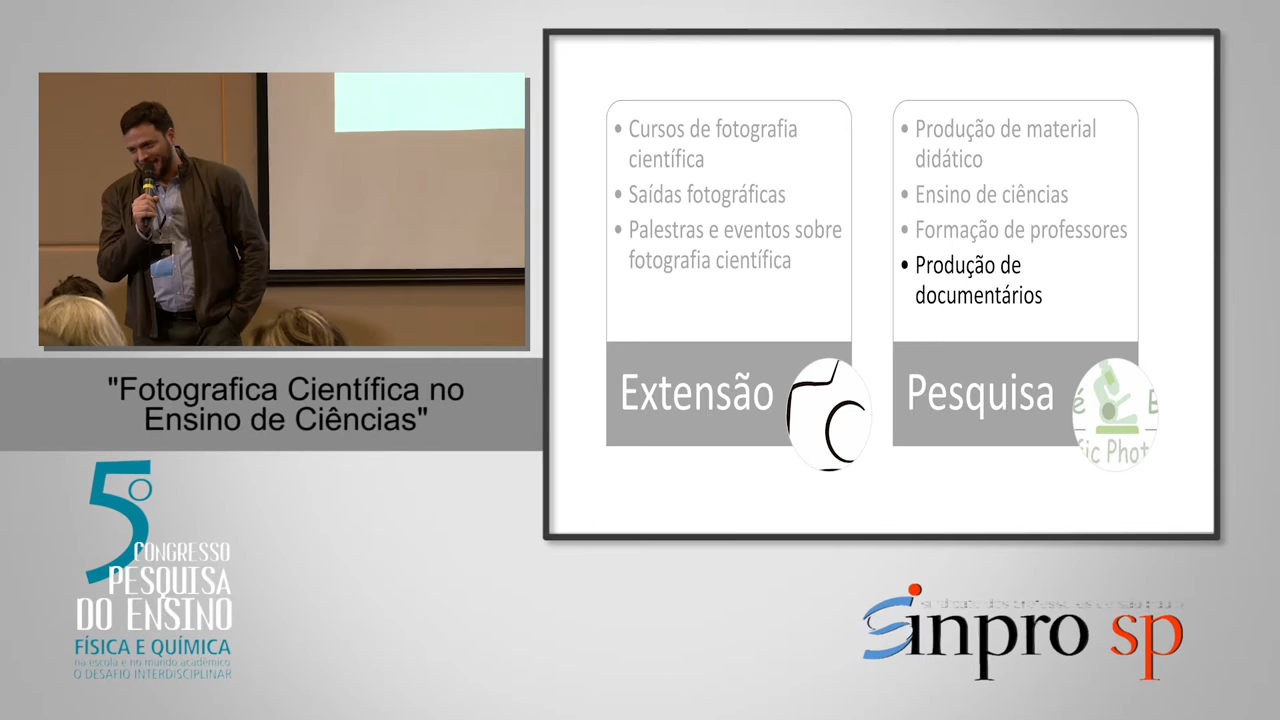 • Cursos de fotografia
científica
• Saídas fotográficas
• Palestras e eventos sobre
fotografia científica
Extensão
• Produção de material
didático
• Ensino de ciências
• Formação de professores
• Produção de
documentários
Pesquisa
é
E
fic Phot
"Fotografica Científica no
Ensino de Ciências"
5º
CONGRESSO
PESQUISA
DO ENSINO
FÍSICA E QUÍMICA
na escola e no mundo acadêmico
O DESAFIO INTERDISCIPLINAR
sinpro sp